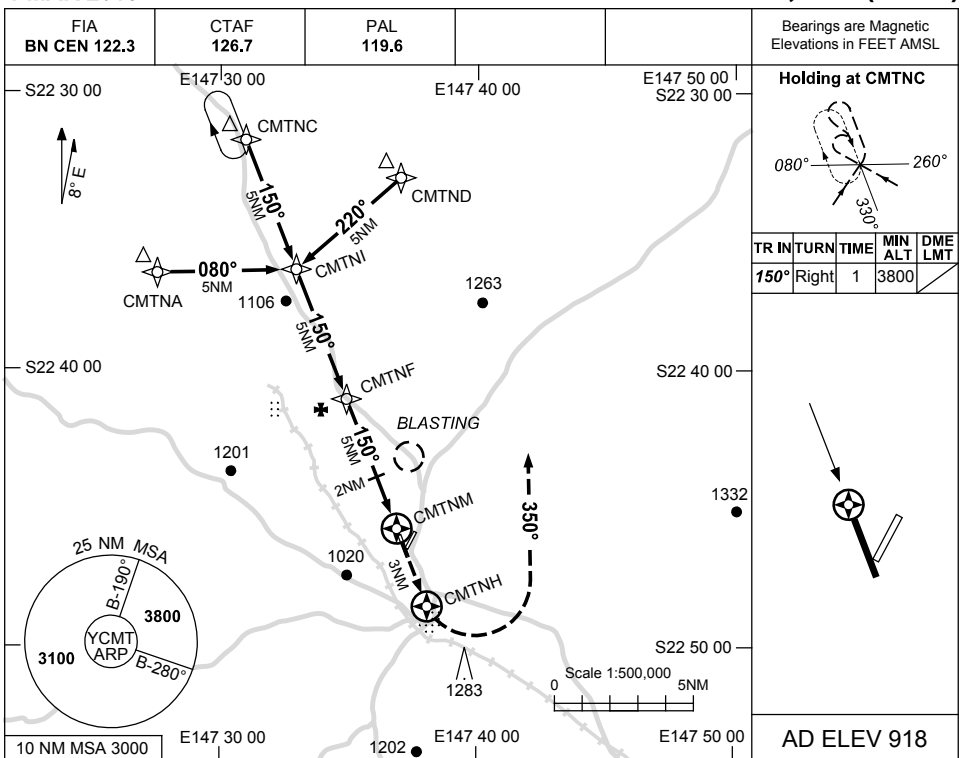 FIA
BN CEN 122.3
CTAF
126.7
PAL
119.6
Bearings are Magnetic
Elevations in FEET AMSL
E147 30 00
E147 40 00
E147 50 00
S22 30 00
S22 30 00
8° E
CMTNC
150°
5NM
CMTND
220°
5NM
CMTNA
080°
5NM
CMTNI
1106
1263
150°
5NM
S22 40 00
S22 40 00
CMTNF
BLASTING
150°
5NM
2NM
1201
CMTNM
350°
1332
1020
3NM
CMTNH
25 NM MSA
B-190°
3800
YCMT
ARP
3100
B-280°
S22 50 00
1283
Scale 1:500,000
0
5NM
10 NM MSA 3000
E147 30 00
1202
E147 40 00
E147 50 00
Holding at CMTNC
080°
260°
330°
TR IN TURN TIME MIN ALT DME LMT
150° Right 1 3800
AD ELEV 918